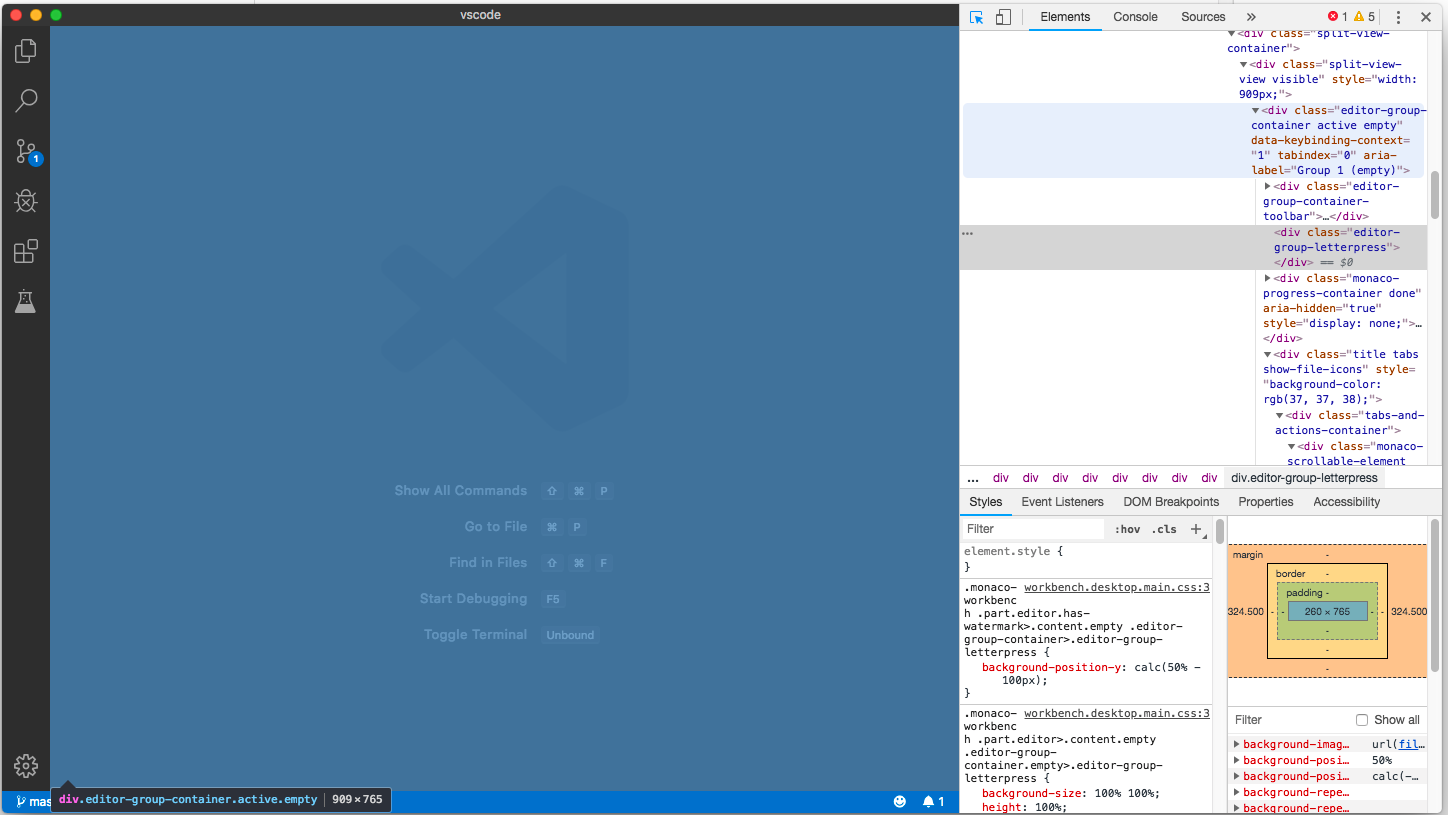 vscode
1
Show All Commands ⇧ ⌘ P
Go to File ⌘ P
Find in Files ⇧ ⌘ F
Start Debugging F5
Toggle Terminal Unbound
mas
div.editor-group-container.active.empty | 909×765
1
Elements Console Sources » 1 5
▼<div class="split-view-
container">
▼<div class="split-view-
view visible" style="width:
909px;">
▼<div class="editor-group-
container active empty"
data-keybinding-context=
"1" tabindex="0" aria-
label="Group 1 (empty)">
▶<div class="editor-
group-container-
toolbar">…</div>
<div class="editor-
group-letterpress">
</div> == $0
▶<div class="monaco-
progress-container done"
aria-hidden="true"
style="display: none;">…
</div>
▼<div class="title tabs
show-file-icons" style=
"background-color:
rgb(37, 37, 38);">
▼<div class="tabs-and-
actions-container">
▼<div class="monaco-
scrollable-element
... div div div div div div div div div.editor-group-letterpress
Styles Event Listeners DOM Breakpoints Properties Accessibility
Filter :hov .cls +
element.style {
}
.monaco- workbench.desktop.main.css:3
workbenc
h .part.editor.has-
watermark>.content.empty .editor-
group-container>.editor-group-
letterpress {
background-position-y: calc(50% -
100px);
}
.monaco- workbench.desktop.main.css:3
workbenc
h .part.editor>.content.empty
.editor-group-
container.empty>.editor-group-
letterpress {
background-size: 100% 100%;
height: 100%;
margin -
border -
padding -
324.500 - - 260 × 765 - - 324.500
-
-
-
Filter Show all
▶ background-imag… url(fil…
▶ background-posi… 50%
▶ background-posi… calc(-…
▶ background-repe…
▶ background-repe…